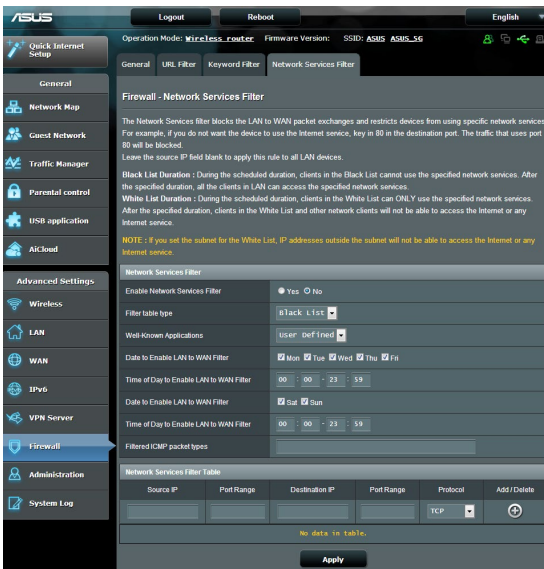 ASUS
Logout
Reboot
English
Operation Mode: Wireless router Firmware Version: SSID: ASUS ASUS_5G
Quick Internet Setup
General
Network Map
Guest Network
Traffic Manager
Parental control
USB application
AiCloud
Advanced Settings
Wireless
LAN
WAN
IPv6
VPN Server
Firewall
Administration
System Log
General
URL Filter
Keyword Filter
Network Services Filter
Firewall - Network Services Filter
The Network Services filter blocks the LAN to WAN packet exchanges and restricts devices from using specific network services.
For example, if you do not want the device to use the Internet service, key in 80 in the destination port. The traffic that uses port
80 will be blocked.
Leave the source IP field blank to apply this rule to all LAN devices.
Black List Duration : During the scheduled duration, clients in the Black List cannot use the specified network services. After
the specified duration, all the clients in LAN can access the specified network services.
White List Duration : During the scheduled duration, clients in the White List can ONLY use the specified network services.
After the specified duration, clients in the White List and other network clients will not be able to access the Internet or any
Internet service.
NOTE : If you set the subnet for the White List, IP addresses outside the subnet will not be able to access the Internet or any
Internet service.
Network Services Filter
Enable Network Services Filter
Yes No
Filter table type
Black List
Well-Known Applications
User Defined
Date to Enable LAN to WAN Filter
Mon Tue Wed Thu Fri
Time of Day to Enable LAN to WAN Filter
00 : 00 - 23 : 59
Date to Enable LAN to WAN Filter
Sat Sun
Time of Day to Enable LAN to WAN Filter
00 : 00 - 23 : 59
Filtered ICMP packet types
Network Services Filter Table
Source IP
Port Range
Destination IP
Port Range
Protocol
Add / Delete
TCP
No data in table.
Apply